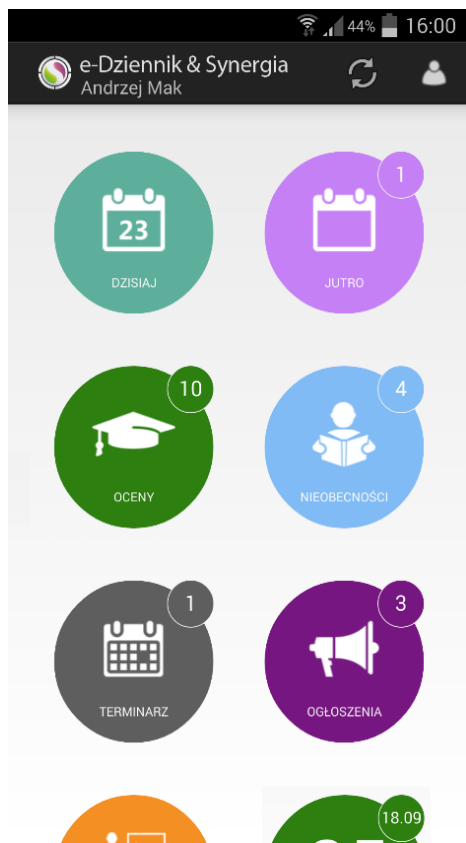 44% 16:00
e-Dziennik & Synergia
Andrzej Mak
23
DZISIAJ
1
JUTRO
10
OCENY
4
NIEOBECNOŚCI
1
TERMINARZ
3
OGŁOSZENIA
18.09